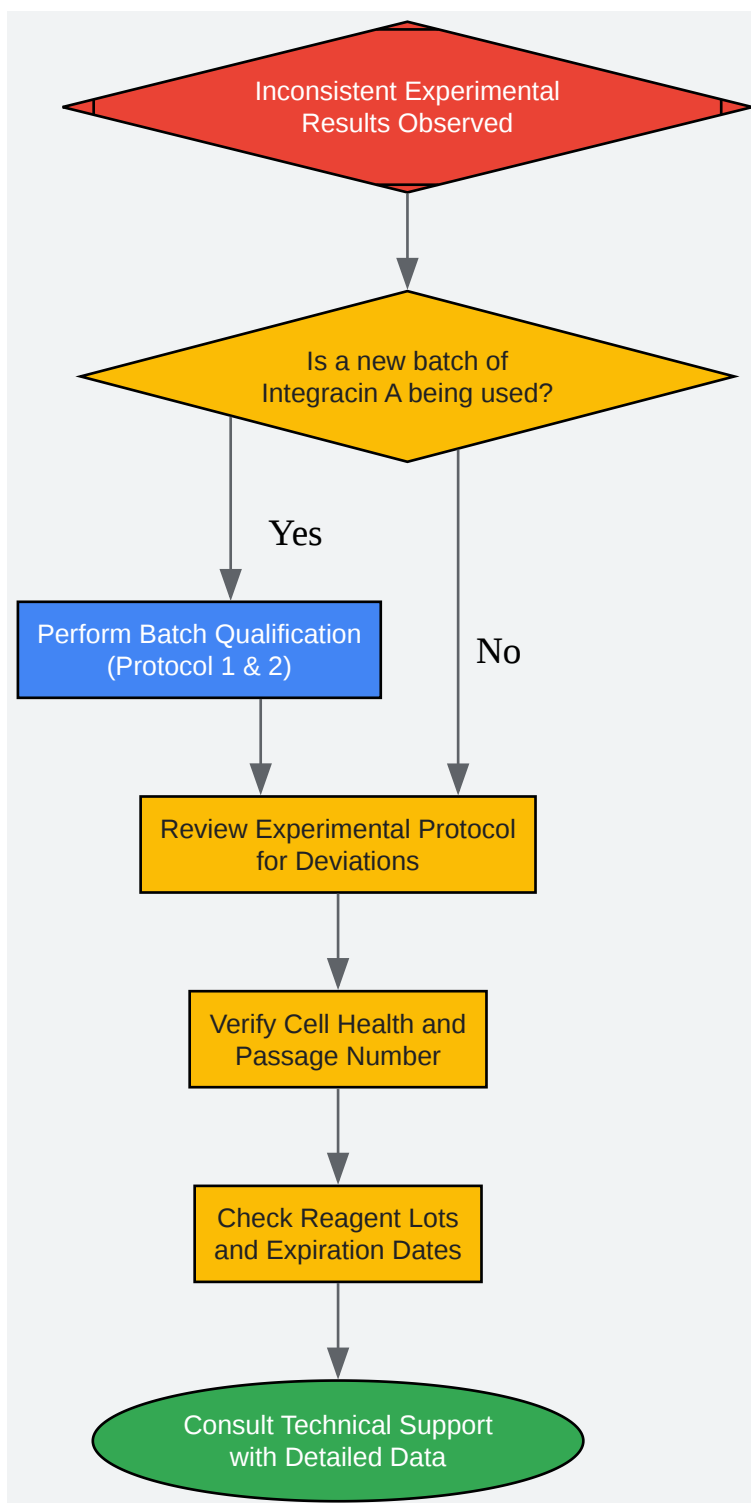 Inconsistent Experimental
Results Observed
Is a new batch of
Integracin A being used?
Yes
Perform Batch Qualification
(Protocol 1 & 2)
No
Review Experimental Protocol
for Deviations
Verify Cell Health and
Passage Number
Check Reagent Lots
and Expiration Dates
Consult Technical Support
with Detailed Data